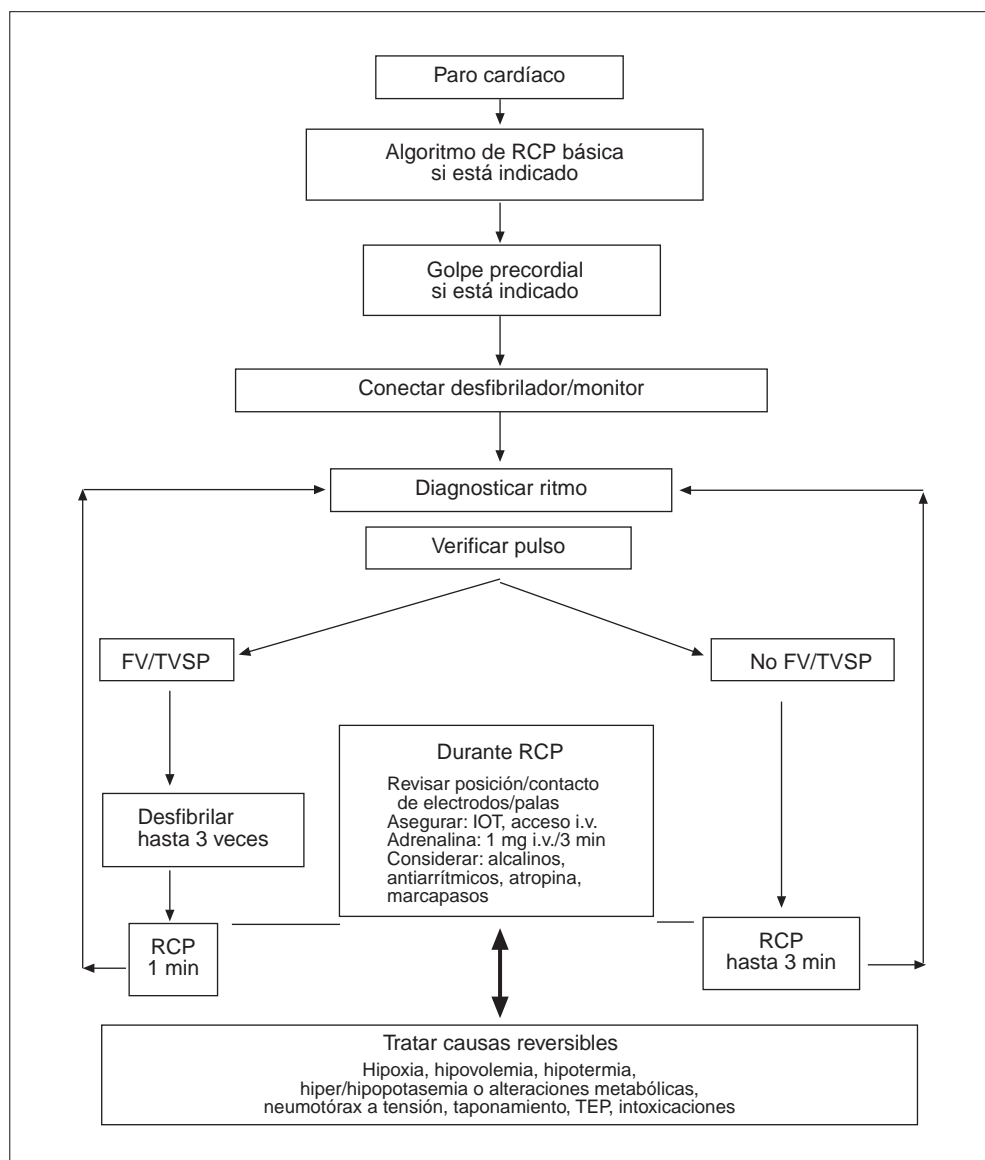 Paro cardíaco
Algoritmo de RCP básica
si está indicado
Golpe precordial
si está indicado
Conectar desfibrilador/monitor
Diagnosticar ritmo
Verificar pulso
FV/TVSP
No FV/TVSP
Desfibrilar
hasta 3 veces
RCP
1 min
Durante RCP
Revisar posición/contacto
de electrodos/palas
Asegurar: IOT, acceso i.v.
Adrenalina: 1 mg i.v./3 min
Considerar: alcalinos,
antiarrítmicos, atropina,
marcapasos
RCP
hasta 3 min
Tratar causas reversibles
Hipoxia, hipovolemia, hipotermia,
hiper/hipopotasemia o alteraciones metabólicas,
neumotórax a tensión, taponamiento, TEP, intoxicaciones